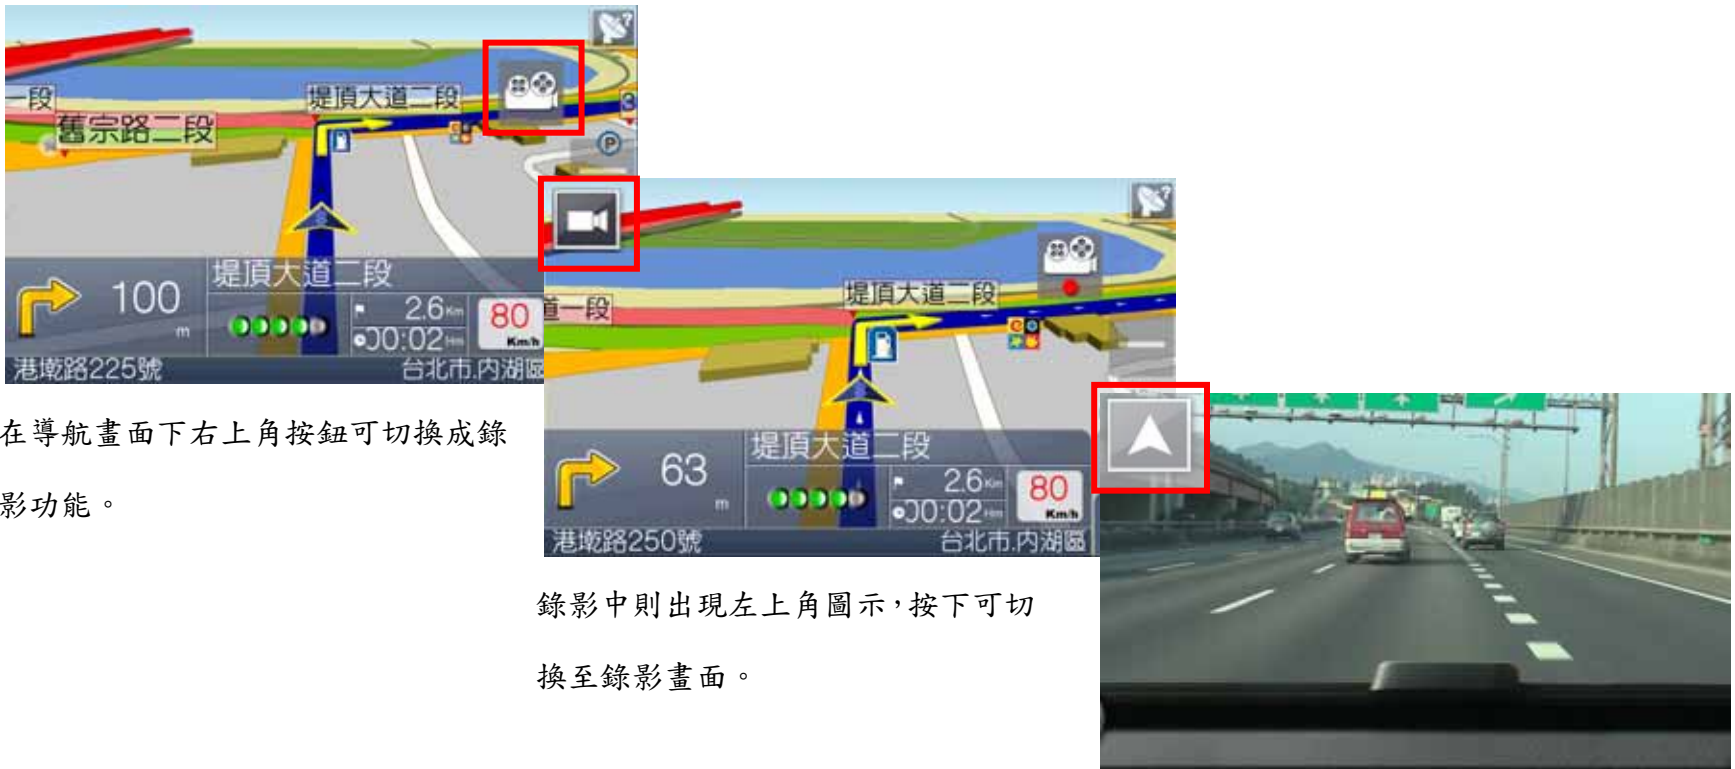 一段
舊宗路二段
堤頂大道二段
?
P
3
堤頂大道二段
100
m
2.6Km
00:02Hm
80
Km/h
港墘路225號
台北市.內湖區
在導航畫面下右上角按鈕可切換成錄
影功能。
?
道一段
堤頂大道二段
堤頂大道二段
63
m
2.6Km
00:02Hm
80
Km/h
港墘路250號
台北市.內湖區
錄影中則出現左上角圖示,按下可切
換至錄影畫面。